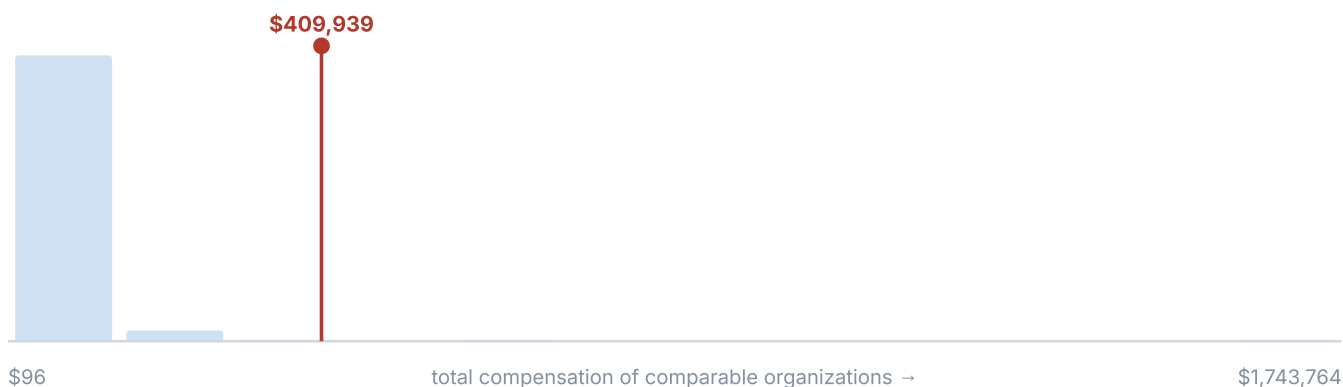 $409,939
$96
total compensation of comparable organizations →
$1,743,764